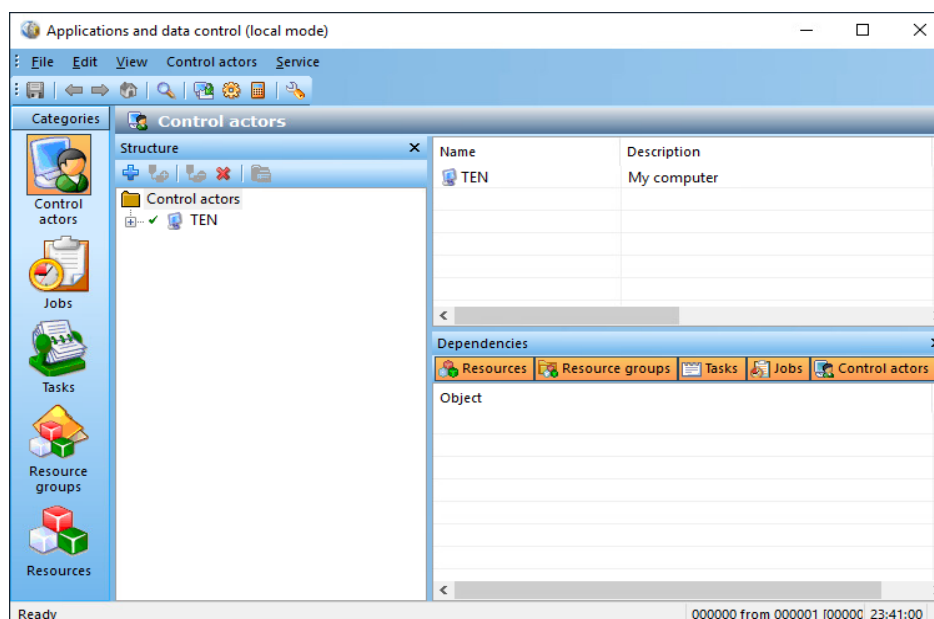 Applications and data control (local mode)
File Edit View Control actors Service
Categories
Control actors
Structure
Control actors
TEN
Name Description
TEN My computer
Control
actors
Jobs
Tasks
Resource
groups
Resources
Dependencies
Resources Resource groups Tasks Jobs Control actors
Object
Ready
000000 from 000001 [00000 23:41:00